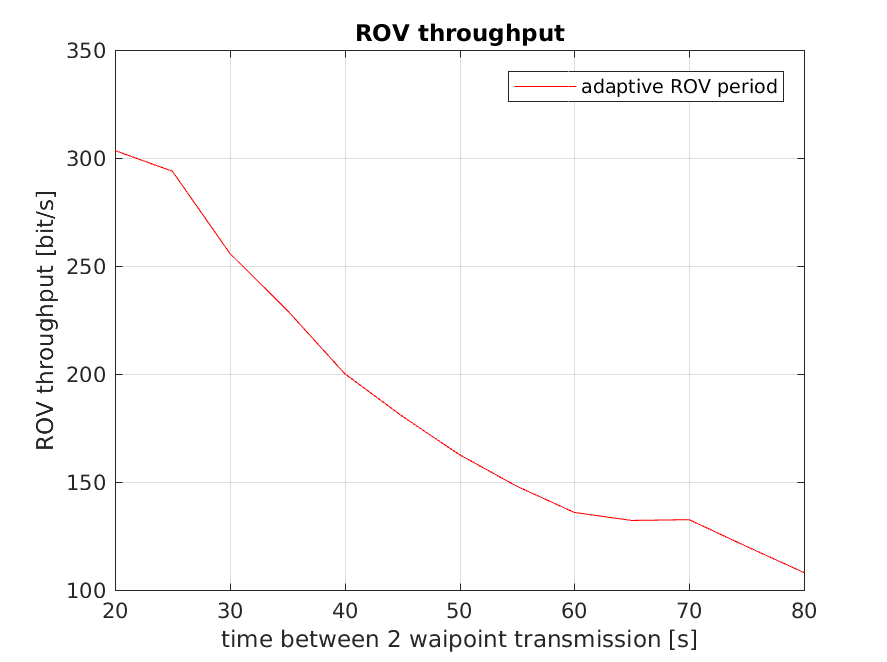 ROV throughput
adaptive ROV period
ROV throughput [bit/s]
350
300
250
200
150
100
20 30 40 50 60 70 80
time between 2 waipoint transmission [s]